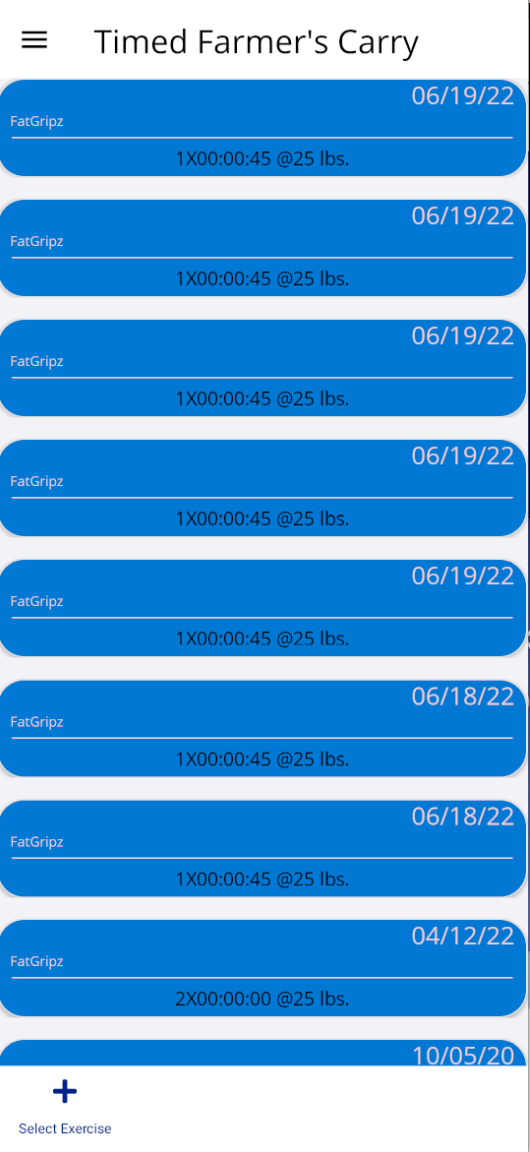 Timed Farmer's Carry
06/19/22
FatGripz
1X00:00:45 @25 lbs.
06/19/22
FatGripz
1X00:00:45 @25 lbs.
06/19/22
FatGripz
1X00:00:45 @25 lbs.
06/19/22
FatGripz
1X00:00:45 @25 lbs.
06/19/22
FatGripz
1X00:00:45 @25 lbs.
06/18/22
FatGripz
1X00:00:45 @25 lbs.
06/18/22
FatGripz
1X00:00:45 @25 lbs.
04/12/22
FatGripz
2X00:00:00 @25 lbs.
10/05/20
Select Exercise